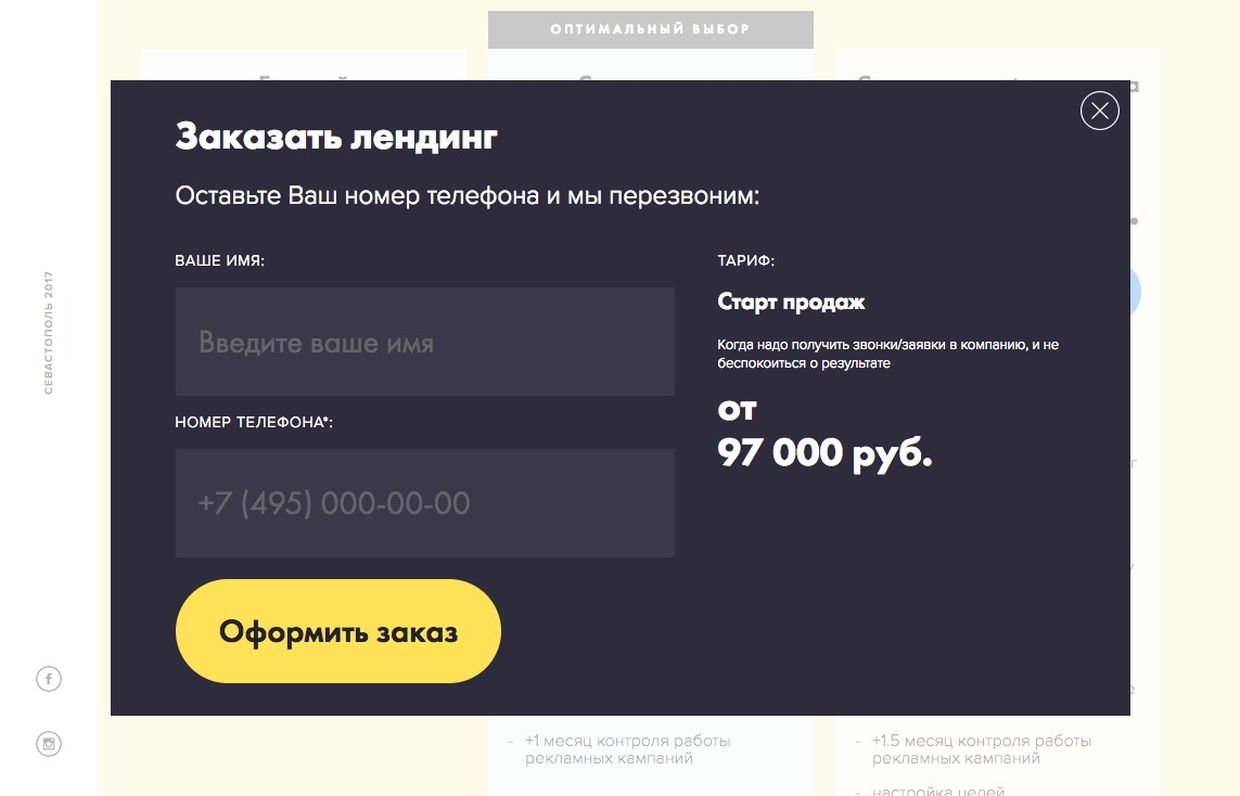 ОПТИМАЛЬНЫЙ ВЫБОР
Заказать лендинг
Оставьте Ваш номер телефона и мы перезвоним:
ВАШЕ ИМЯ:
Введите ваше имя
НОМЕР ТЕЛЕФОНА*:
+7 (495) 000-00-00
Оформить заказ
ТАРИФ:
Старт продаж
Когда надо получить звонки/заявки в компанию, и не
беспокоиться о результате
от
97 000 руб.
СЕВАСТОПОЛЬ 2017
- +1 месяц контроля работы
рекламных кампаний
- +1.5 месяц контроля работы
рекламных кампаний
- настройка целей